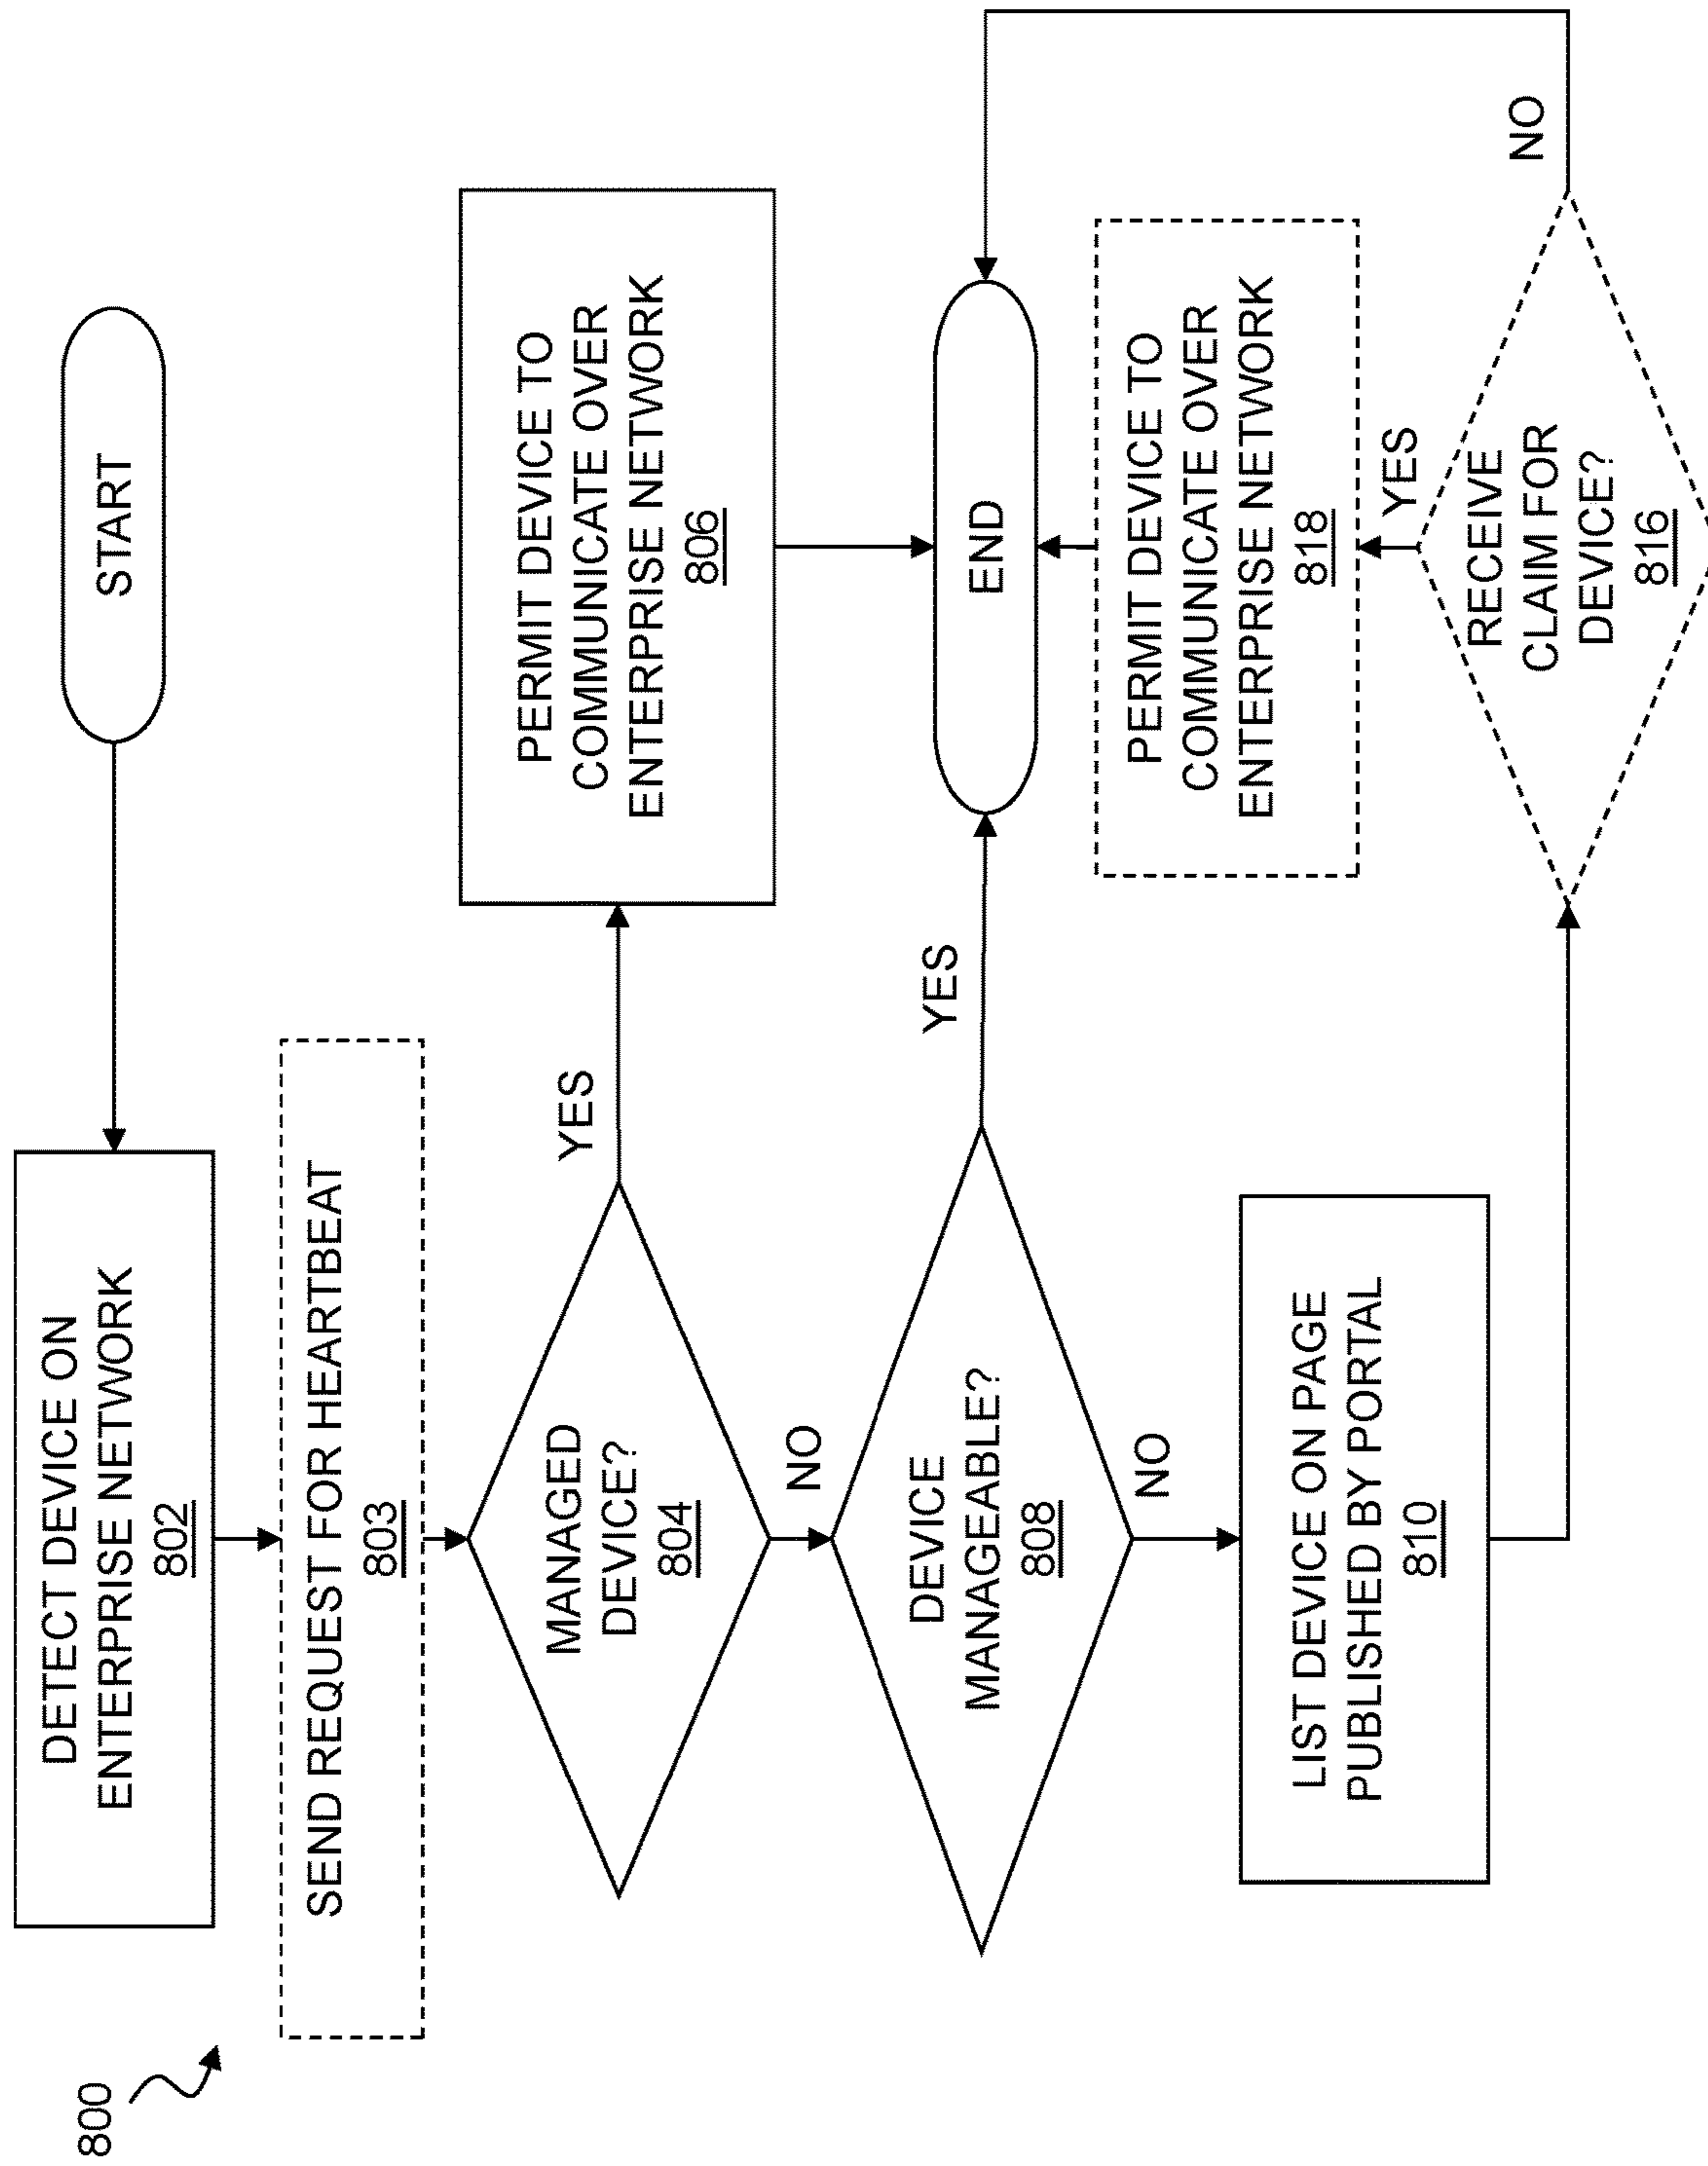 800
START
DETECT DEVICE ON
ENTERPRISE NETWORK
802
SEND REQUEST FOR HEARTBEAT
803
MANAGED
DEVICE?
804
YES
PERMIT DEVICE TO
COMMUNICATE OVER
ENTERPRISE NETWORK
806
NO
DEVICE
MANAGEABLE?
808
YES
END
NO
LIST DEVICE ON PAGE
PUBLISHED BY PORTAL
810
PERMIT DEVICE TO
COMMUNICATE OVER
ENTERPRISE NETWORK
818
YES
RECEIVE
CLAIM FOR
DEVICE?
816
NO